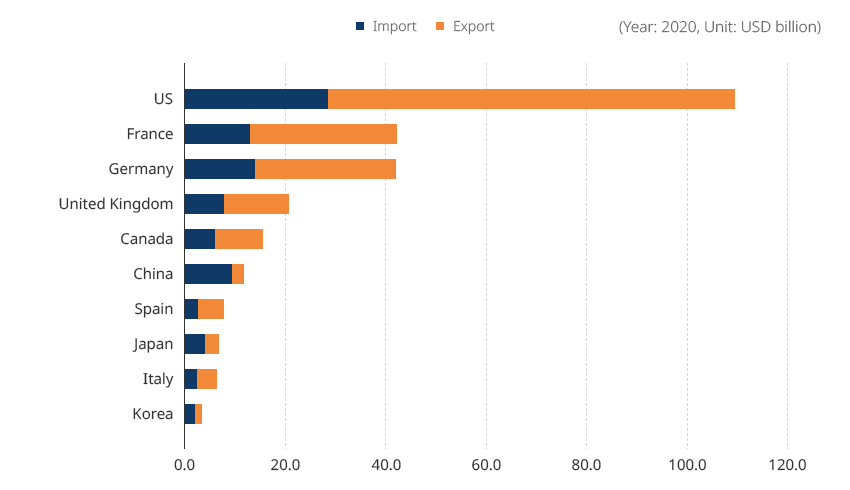 Import Export (Year: 2020, Unit: USD billion)
US
France
Germany
United Kingdom
Canada
China
Spain
Japan
Italy
Korea
0.0 20.0 40.0 60.0 80.0 100.0 120.0